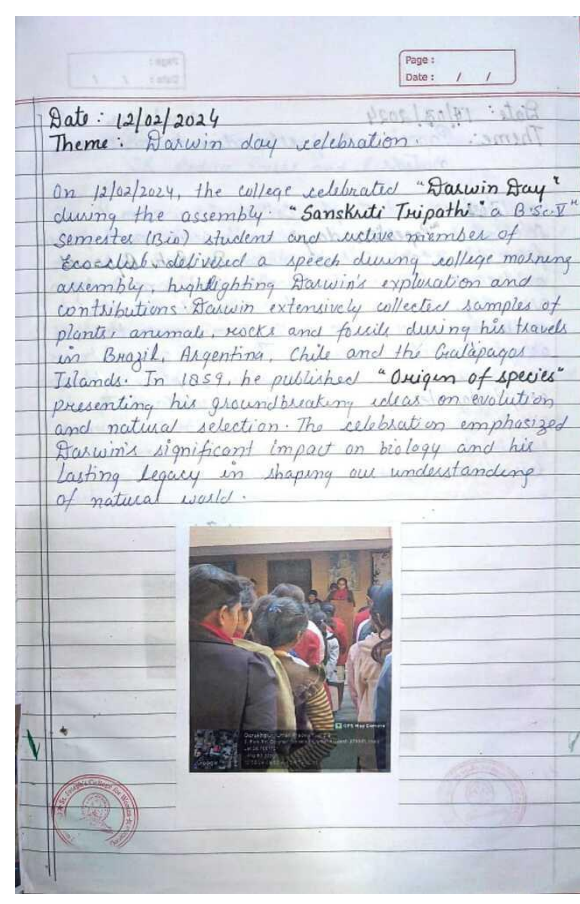 Page :
Date : / /
Date : 12/02/2024
Theme : Darwin day celebration.
On 12/02/2024, the college celebrated "Darwin Day"
during the assembly. "Sanskriti Tripathi" a B.Sc. V
Semester (Bio) student and active member of
Ecoclub, delivered a speech during college morning
assembly, highlighting Darwin's exploration and
contributions. Darwin extensively collected samples of
plants, animals, rocks and fossils during his travels
in Brazil, Argentina, Chile and the Galápagos
Islands. In 1859, he published "Origin of species"
presenting his groundbreaking ideas on evolution
and natural selection. The celebration emphasized
Darwin's significant impact on biology and his
lasting legacy in shaping our understanding
of natural world.
GPS Map Camera
Google